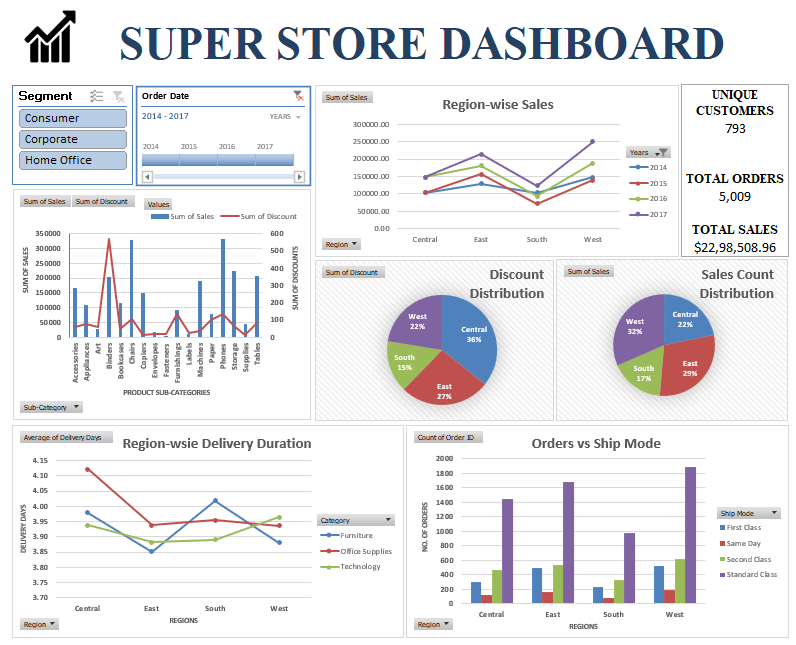 SUPER STORE DASHBOARD
Segment
Consumer
Corporate
Home Office
Order Date
2014 - 2017
YEARS
2014 2015 2016 2017
Sum of Sales
Region-wise Sales
300000.00
250000.00
200000.00
150000.00
100000.00
50000.00
0.00
Central East South West
Years
2014
2015
2016
2017
Region
UNIQUE
CUSTOMERS
793
TOTAL ORDERS
5,009
TOTAL SALES
$22,98,508.96
Sum of Sales Sum of Discount Values
Sum of Sales Sum of Discount
SUM OF SALES
350000
300000
250000
200000
150000
100000
50000
0
600
500
400
300
200
100
0
SUM OF DISCOUNTS
Accessories
Appliances
Art
Binders
Bookcases
Chairs
Copiers
Envelopes
Fasteners
Furnishings
Labels
Machines
Paper
Phones
Storage
Supplies
Tables
PRODUCT SUB-CATEGORIES
Sub-Category
Sum of Discount
Discount
Distribution
Central
36%
East
27%
South
15%
West
22%
Sum of Sales
Sales Count
Distribution
Central
22%
East
29%
South
17%
West
32%
Average of Delivery Days
Region-wsie Delivery Duration
DELIVERY DAYS
4.15
4.10
4.05
4.00
3.95
3.90
3.85
3.80
3.75
3.70
Central East South West
REGIONS
Category
Furniture
Office Supplies
Technology
Region
Count of Order ID
Orders vs Ship Mode
NO. OF ORDERS
2000
1800
1600
1400
1200
1000
800
600
400
200
0
Central East South West
REGIONS
Ship Mode
First Class
Same Day
Second Class
Standard Class
Region